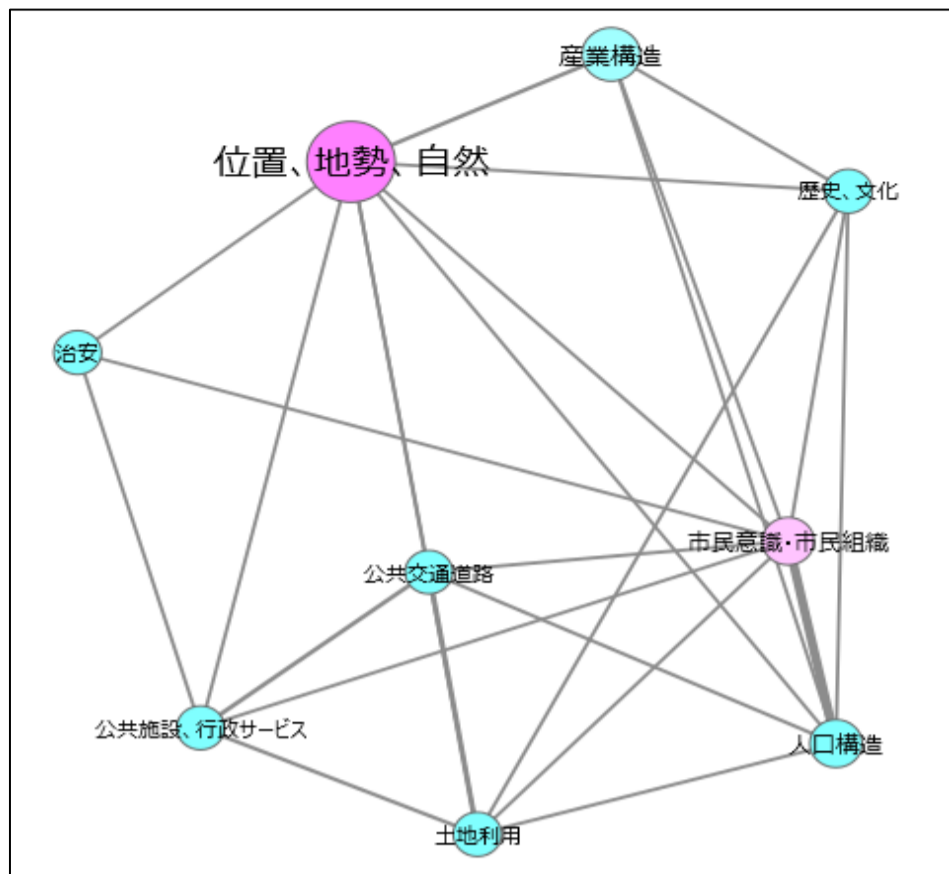 産業構造
位置、地勢、自然
歴史、文化
治安
市民意識・市民組織
公共交通道路
公共施設、行政サービス
人口構造
土地利用